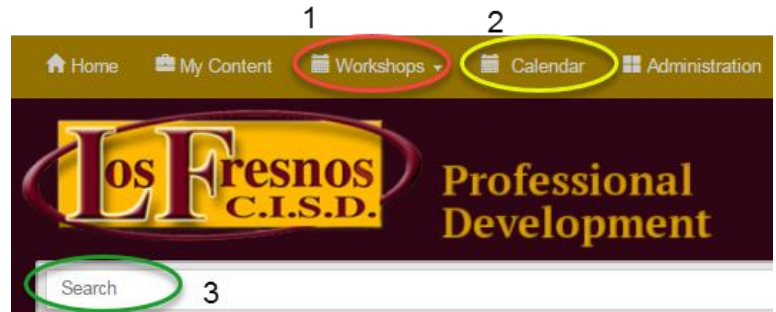 1 2
Home My Content Workshops Calendar Administration
Los Fresnos
C.I.S.D.
Professional
Development
Search 3